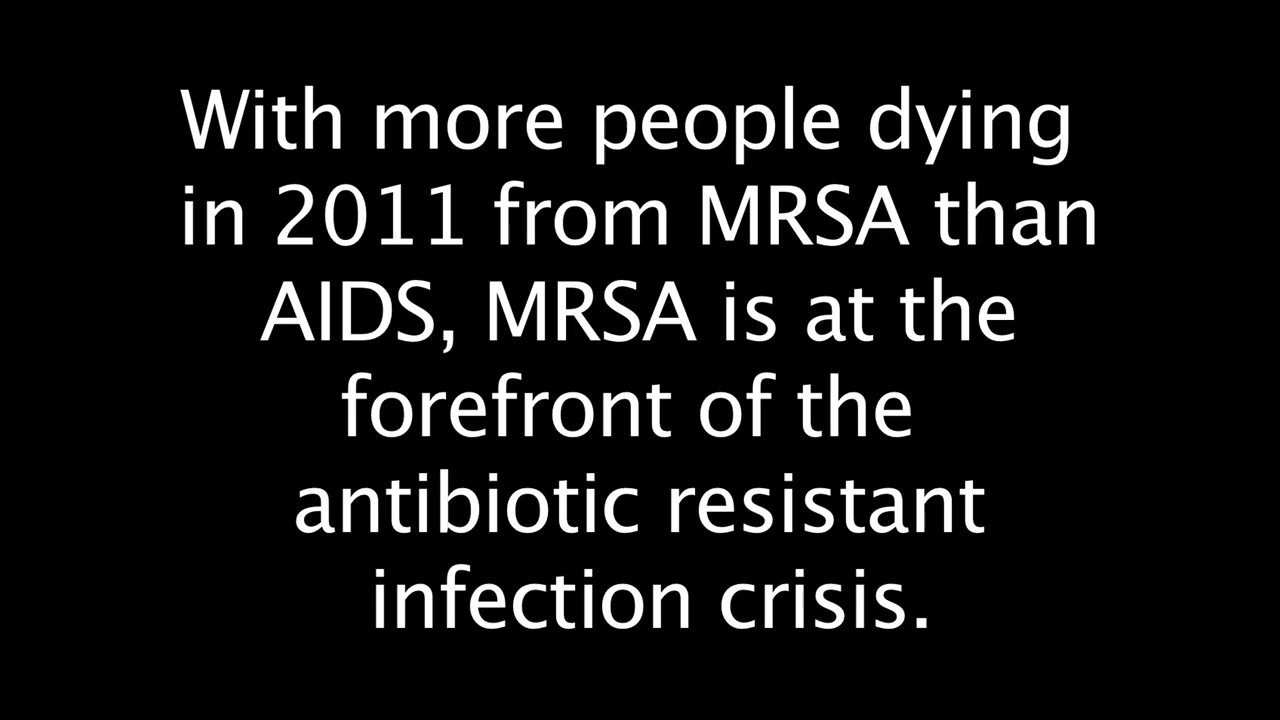 With more people dying
in 2011 from MRSA than
AIDS, MRSA is at the
forefront of the
antibiotic resistant
infection crisis.